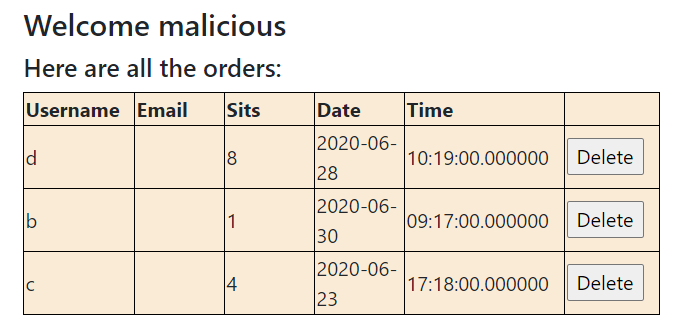 Welcome malicious
Here are all the orders:
Username Email Sits Date Time
d 8 2020-06-28 10:19:00.000000 Delete
b 1 2020-06-30 09:17:00.000000 Delete
c 4 2020-06-23 17:18:00.000000 Delete